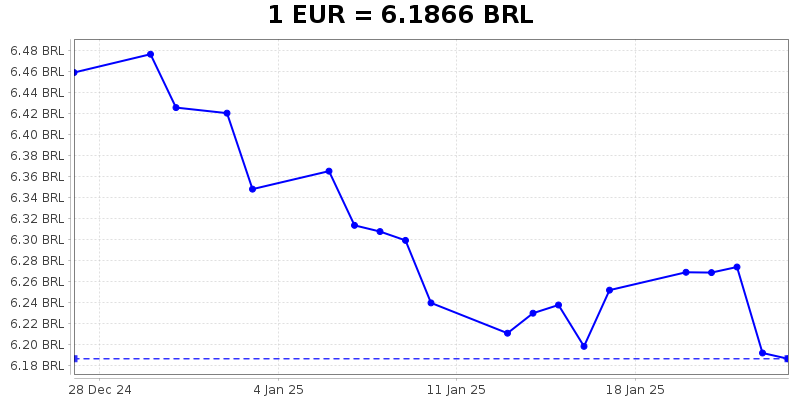 1 EUR = 6.1866 BRL
6.48 BRL
6.46 BRL
6.44 BRL
6.42 BRL
6.40 BRL
6.38 BRL
6.36 BRL
6.34 BRL
6.32 BRL
6.30 BRL
6.28 BRL
6.26 BRL
6.24 BRL
6.22 BRL
6.20 BRL
6.18 BRL
28 Dec 24 4 Jan 25 11 Jan 25 18 Jan 25